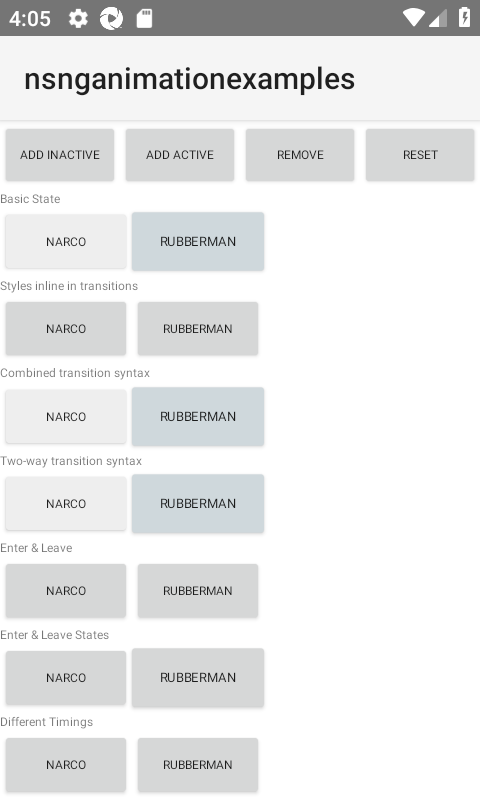 4:05
nsnganimationexamples
ADD INACTIVE ADD ACTIVE REMOVE RESET
Basic State
NARCO RUBBERMAN
Styles inline in transitions
NARCO RUBBERMAN
Combined transition syntax
NARCO RUBBERMAN
Two-way transition syntax
NARCO RUBBERMAN
Enter & Leave
NARCO RUBBERMAN
Enter & Leave States
NARCO RUBBERMAN
Different Timings
NARCO RUBBERMAN